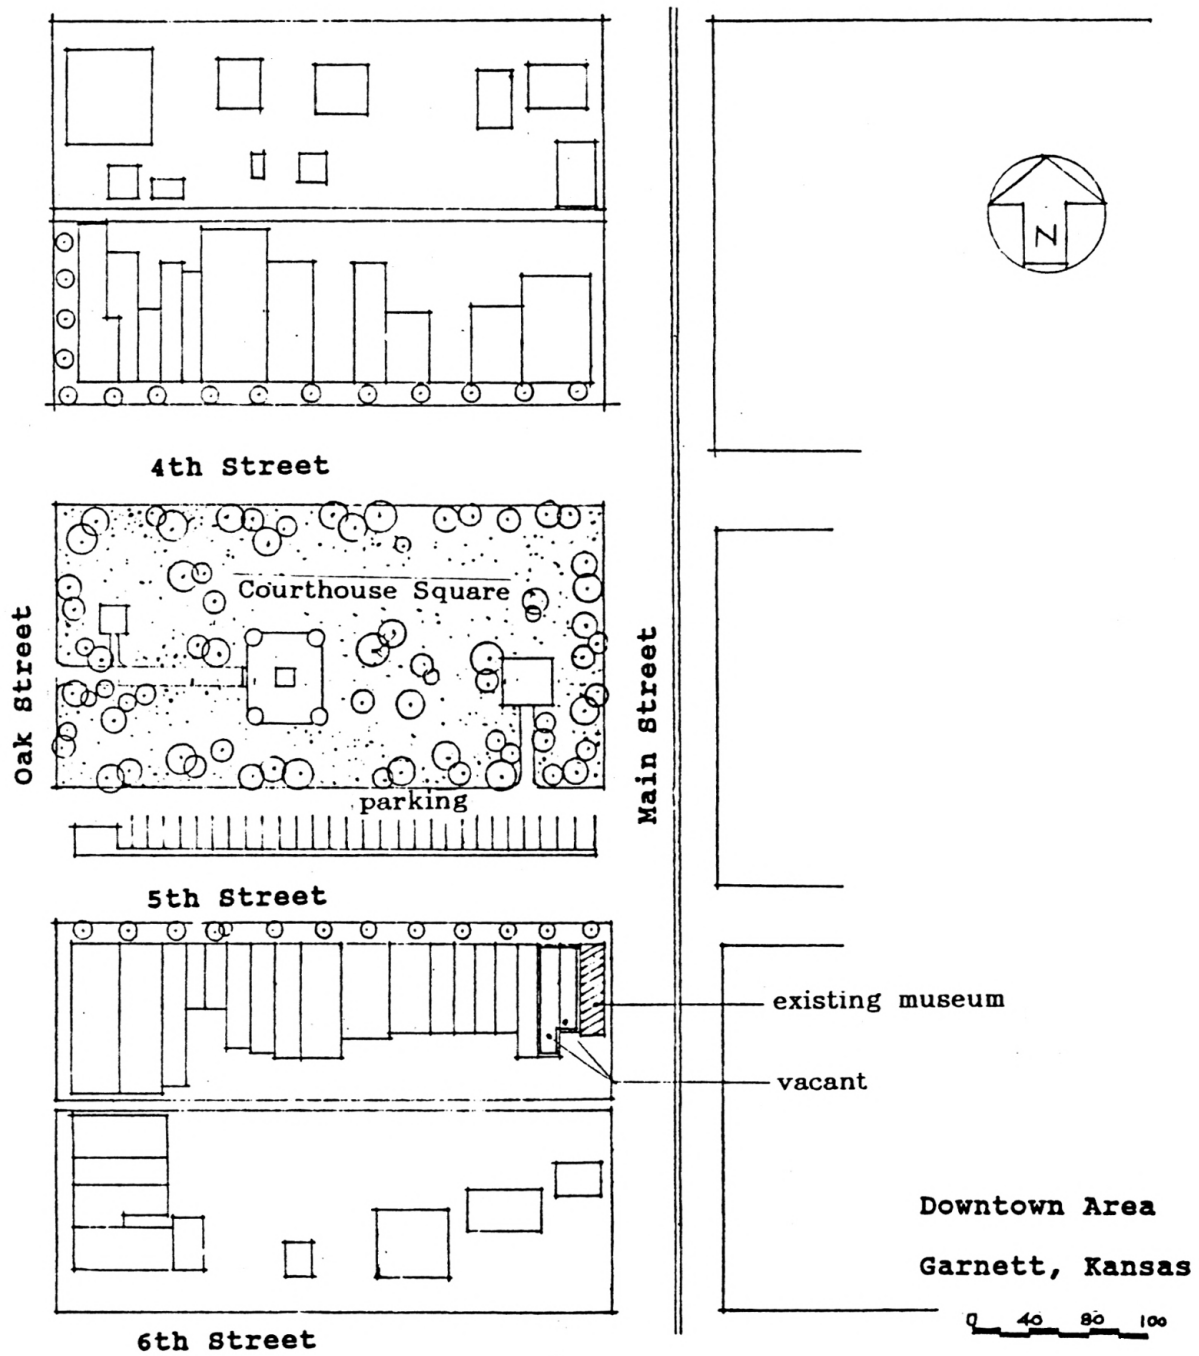 N
4th Street
Courthouse Square
Oak Street
Main Street
parking
5th Street
existing museum
vacant
Downtown Area
Garnett, Kansas
0 40 80 100
6th Street